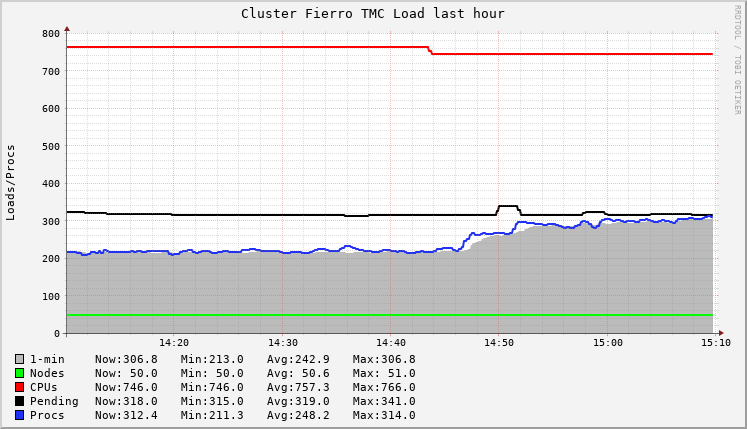 Cluster Fierro TMC Load last hour
RRDTOOL / TOBI OETIKER
Loads/Procs
800
700
600
500
400
300
200
100
0
14:20 14:30 14:40 14:50 15:00 15:10
1-min Now:306.8 Min:213.0 Avg:242.9 Max:306.8
Nodes Now: 50.0 Min: 50.0 Avg: 50.6 Max: 51.0
CPUs Now:746.0 Min:746.0 Avg:757.3 Max:766.0
Pending Now:318.0 Min:315.0 Avg:319.0 Max:341.0
Procs Now:312.4 Min:211.3 Avg:248.2 Max:314.0